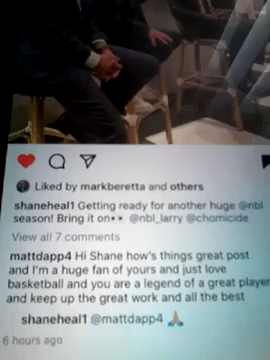 Liked by markberetta and others
shaneheal1 Getting ready for another huge @nbl
season! Bring it on👀 @nbl_larry @chomicide
View all 7 comments
mattdapp4 Hi Shane how's things great post
and I'm a huge fan of yours and just love
basketball and you are a legend of a great player
and keep up the great work and all the best
shaneheal1 @mattdapp4 🙏🏼
6 hours ago